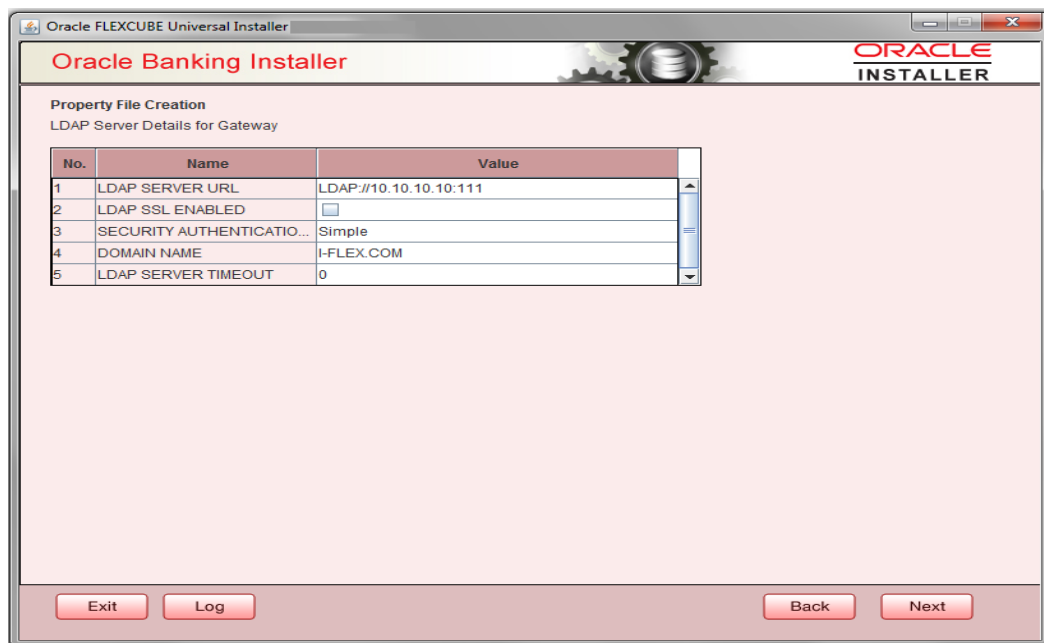 Oracle FLEXCUBE Universal Installer
Oracle Banking Installer
ORACLE
INSTALLER
Property File Creation
LDAP Server Details for Gateway
No. Name Value
1 LDAP SERVER URL LDAP://10.10.10.10:111
2 LDAP SSL ENABLED
3 SECURITY AUTHENTICATIO... Simple
4 DOMAIN NAME I-FLEX.COM
5 LDAP SERVER TIMEOUT 0
Exit Log Back Next